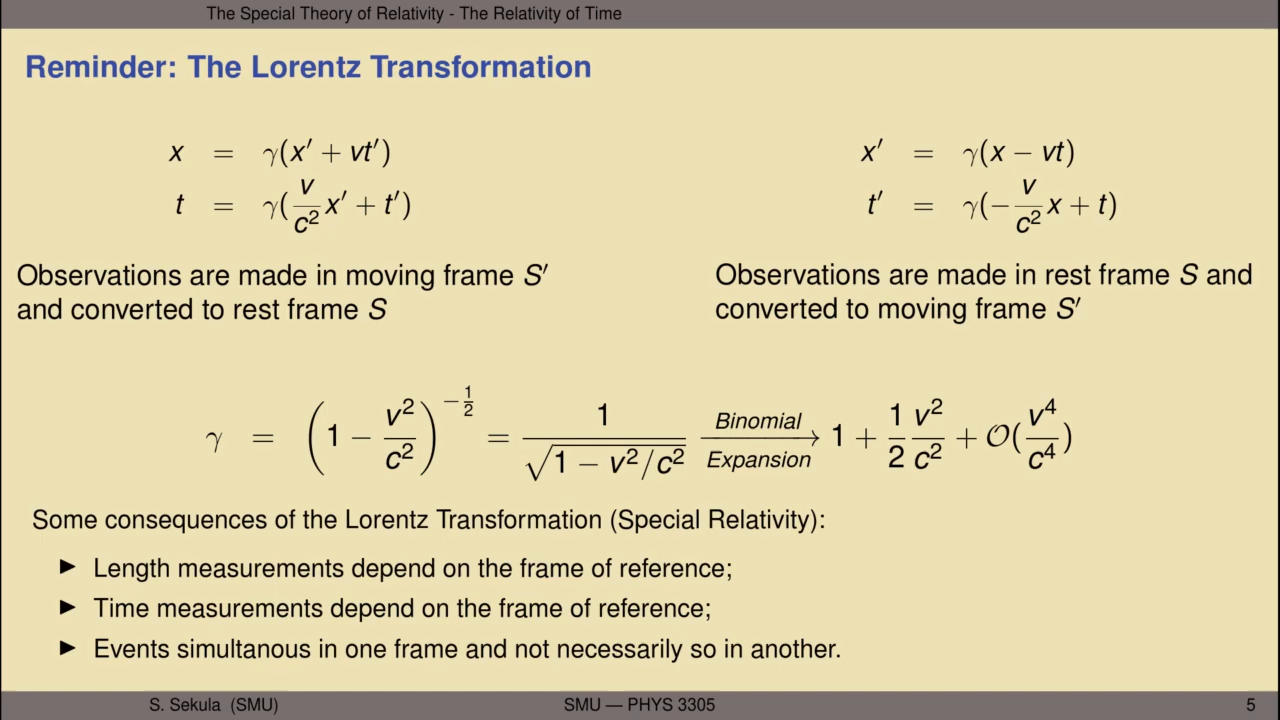 The Special Theory of Relativity - The Relativity of Time
Reminder: The Lorentz Transformation
x = γ(x′ + vt′)
t = γ(v/c² x′ + t′)
Observations are made in moving frame S′
and converted to rest frame S
x′ = γ(x − vt)
t′ = γ(−v/c² x + t)
Observations are made in rest frame S and
converted to moving frame S′
γ = (1 − v²/c²)^(−1/2) = 1/√(1 − v²/c²) Binomial Expansion → 1 + 1/2 v²/c² + O(v⁴/c⁴)
Some consequences of the Lorentz Transformation (Special Relativity):
▶ Length measurements depend on the frame of reference;
▶ Time measurements depend on the frame of reference;
▶ Events simultanous in one frame and not necessarily so in another.
S. Sekula (SMU) SMU — PHYS 3305 5